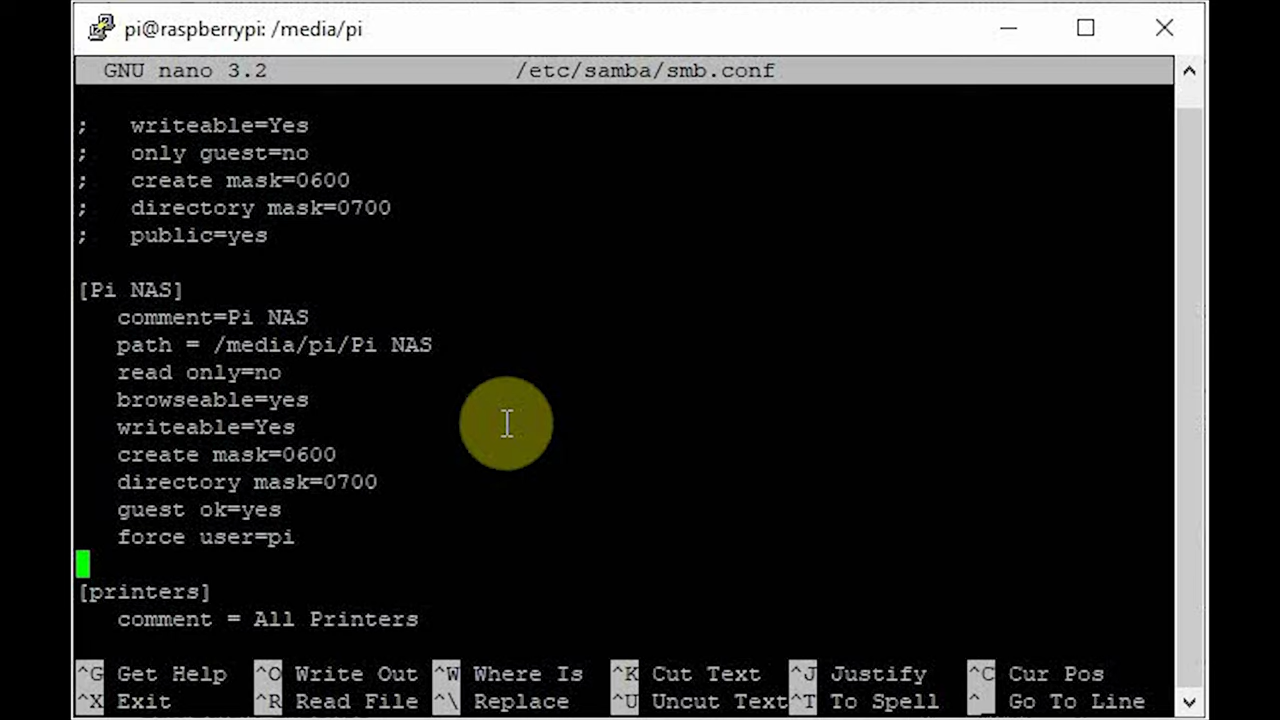 pi@raspberrypi: /media/pi
GNU nano 3.2 /etc/samba/smb.conf
; writeable=Yes
; only guest=no
; create mask=0600
; directory mask=0700
; public=yes
[Pi NAS]
comment=Pi NAS
path = /media/pi/Pi NAS
read only=no
browseable=yes
writeable=Yes
create mask=0600
directory mask=0700
guest ok=yes
force user=pi
[printers]
comment = All Printers
^G Get Help ^O Write Out ^W Where Is ^K Cut Text ^J Justify ^C Cur Pos
^X Exit ^R Read File ^\ Replace ^U Uncut Text ^T To Spell ^_ Go To Line